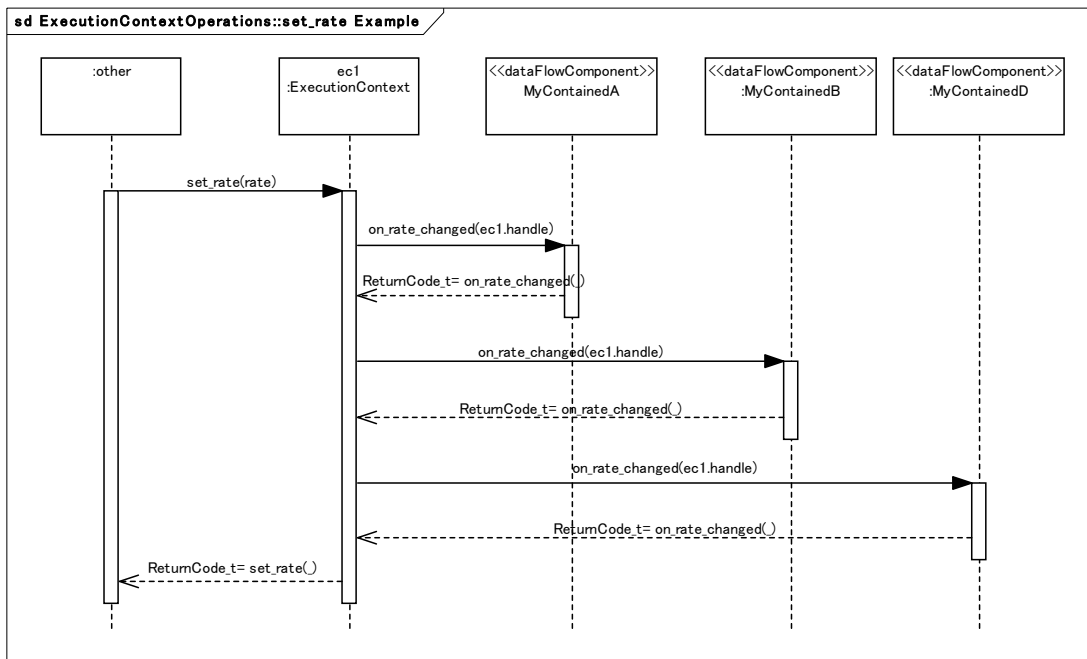 sd ExecutionContextOperations::set_rate Example
:other
ec1
:ExecutionContext
<<dataFlowComponent>>
MyContainedA
<<dataFlowComponent>>
:MyContainedB
<<dataFlowComponent>>
:MyContainedD
set_rate(rate)
on_rate_changed(ec1.handle)
ReturnCode_t= on_rate_changed(_)
on_rate_changed(ec1.handle)
ReturnCode_t= on_rate_changed(_)
on_rate_changed(ec1.handle)
ReturnCode_t= on_rate_changed(_)
ReturnCode_t= set_rate(_)